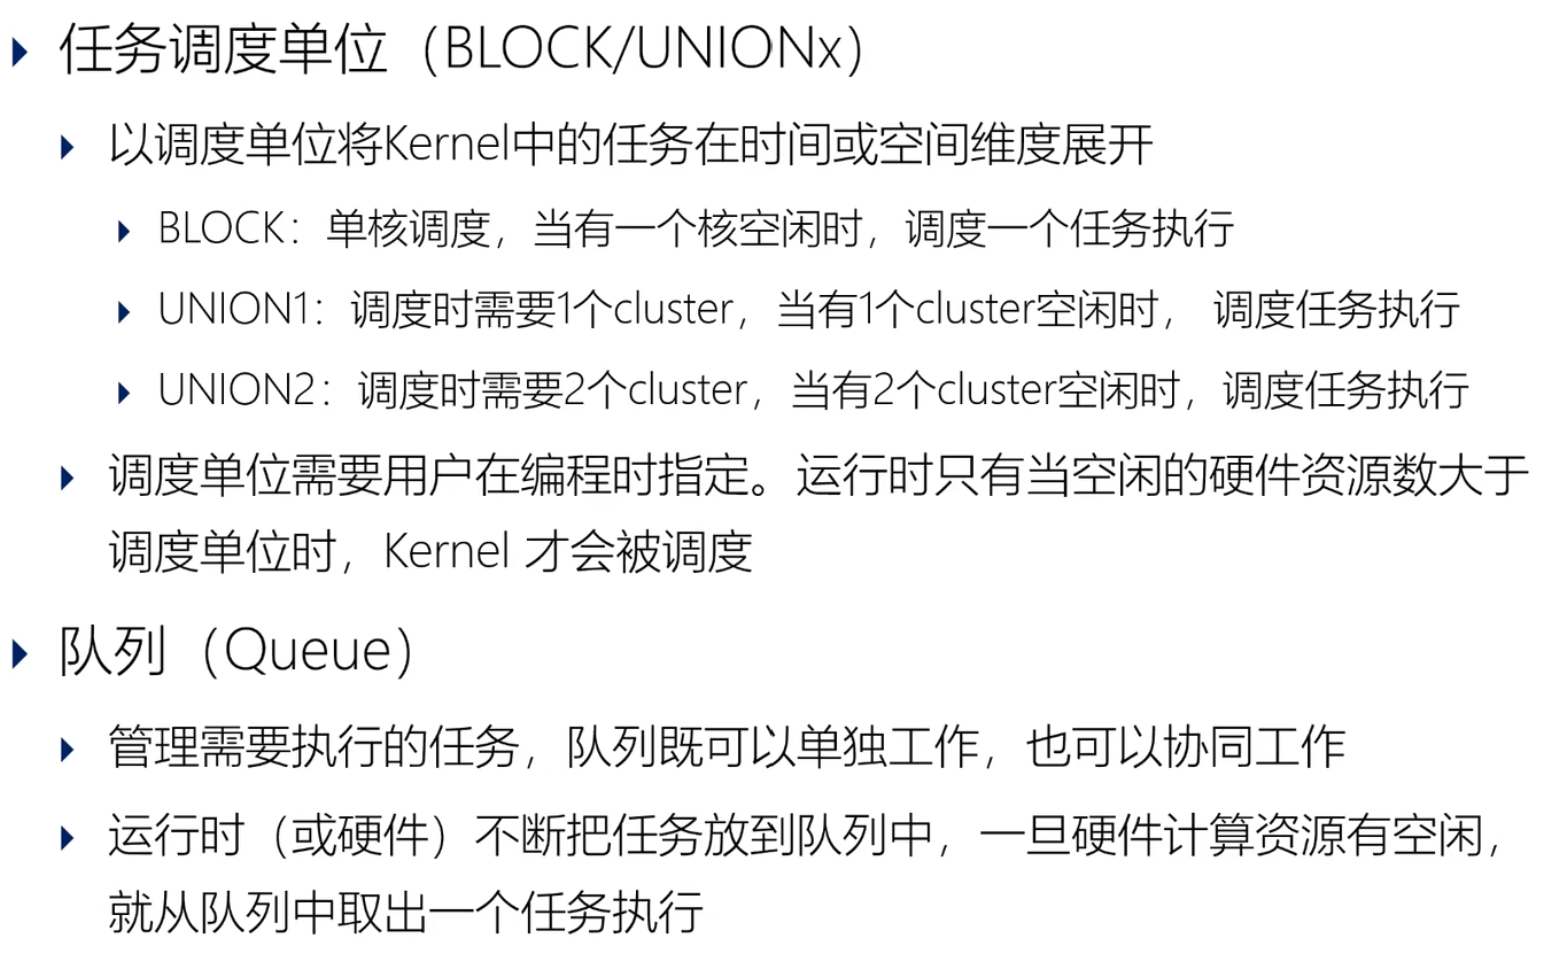 任务调度单位（BLOCK/UNIONx）
以调度单位将Kernel中的任务在时间或空间维度展开
BLOCK：单核调度，当有一个核空闲时，调度一个任务执行
UNION1：调度时需要1个cluster，当有1个cluster空闲时， 调度任务执行
UNION2：调度时需要2个cluster，当有2个cluster空闲时，调度任务执行
调度单位需要用户在编程时指定。运行时只有当空闲的硬件资源数大于
调度单位时，Kernel 才会被调度
队列（Queue）
管理需要执行的任务，队列既可以单独工作，也可以协同工作
运行时（或硬件）不断把任务放到队列中，一旦硬件计算资源有空闲，
就从队列中取出一个任务执行